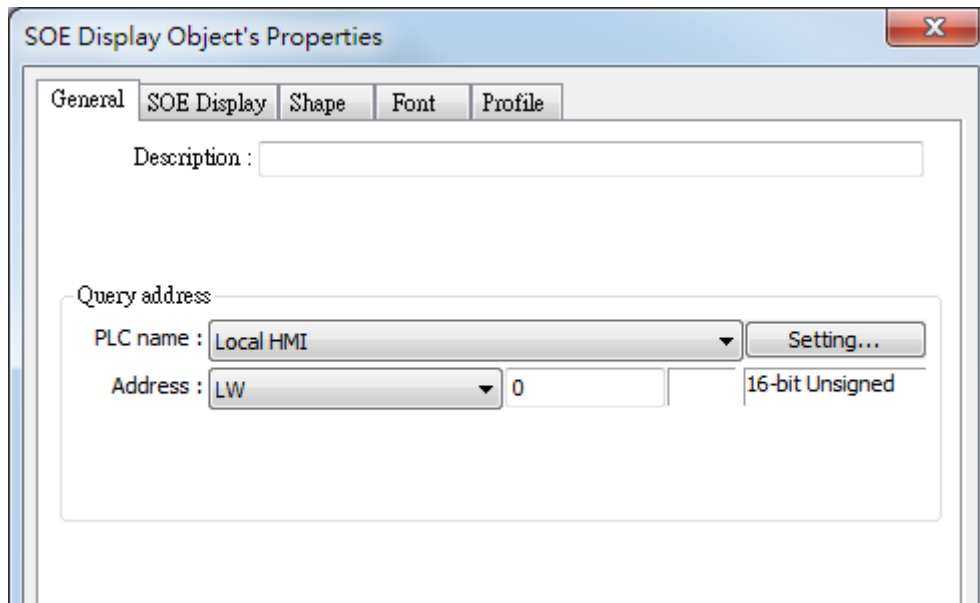 SOE Display Object's Properties
General SOE Display Shape Font Profile
Description :
Query address
PLC name : Local HMI Setting...
Address : LW 0 16-bit Unsigned